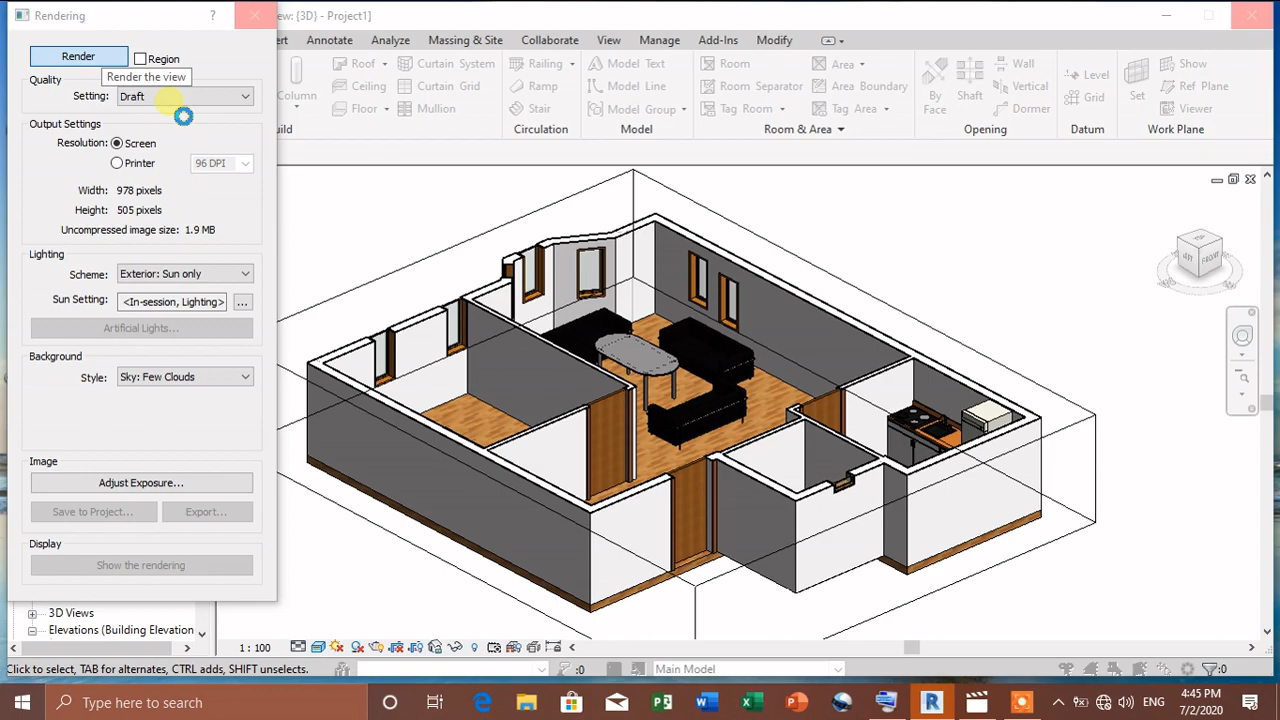 Rendering
?
View: {3D} - Project1]
Annotate Analyze Massing & Site Collaborate View Manage Add-Ins Modify
Render Region
Render the view
Quality
Setting: Draft
Output Settings
Resolution: Screen
Printer 96 DPI
Width: 978 pixels
Height: 505 pixels
Uncompressed image size: 1.9 MB
Lighting
Scheme: Exterior: Sun only
Sun Setting: <In-session, Lighting> ...
Artificial Lights...
Background
Style: Sky: Few Clouds
Image
Adjust Exposure...
Save to Project... Export...
Display
Show the rendering
Column
Roof
Ceiling
Floor
Curtain System
Curtain Grid
Mullion
Railing
Ramp
Stair
Circulation
Model Text
Model Line
Model Group
Model
Room
Room Separator
Tag Room
Area
Area Boundary
Tag Area
Room & Area
By Face
Shaft
Wall
Vertical
Dormer
Opening
Level
Grid
Datum
Set
Show
Ref Plane
Viewer
Work Plane
FRONT
3D Views
Elevations (Building Elevation
1 : 100
Click to select, TAB for alternates, CTRL adds, SHIFT unselects.
:0
Main Model
:0
Type here to search
ENG
4:45 PM
7/2/2020